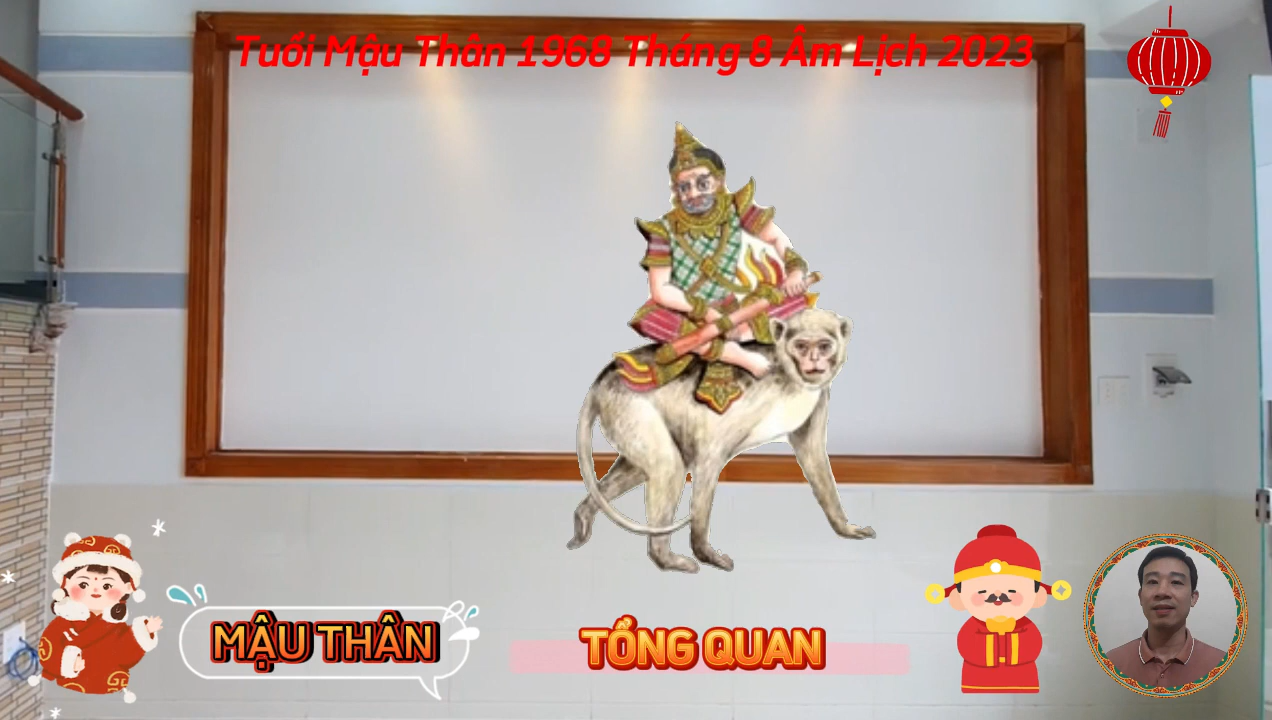 Tuổi Mậu Thân 1968 Tháng 8 Âm Lịch 2023
MẬU THÂN
TỔNG QUAN